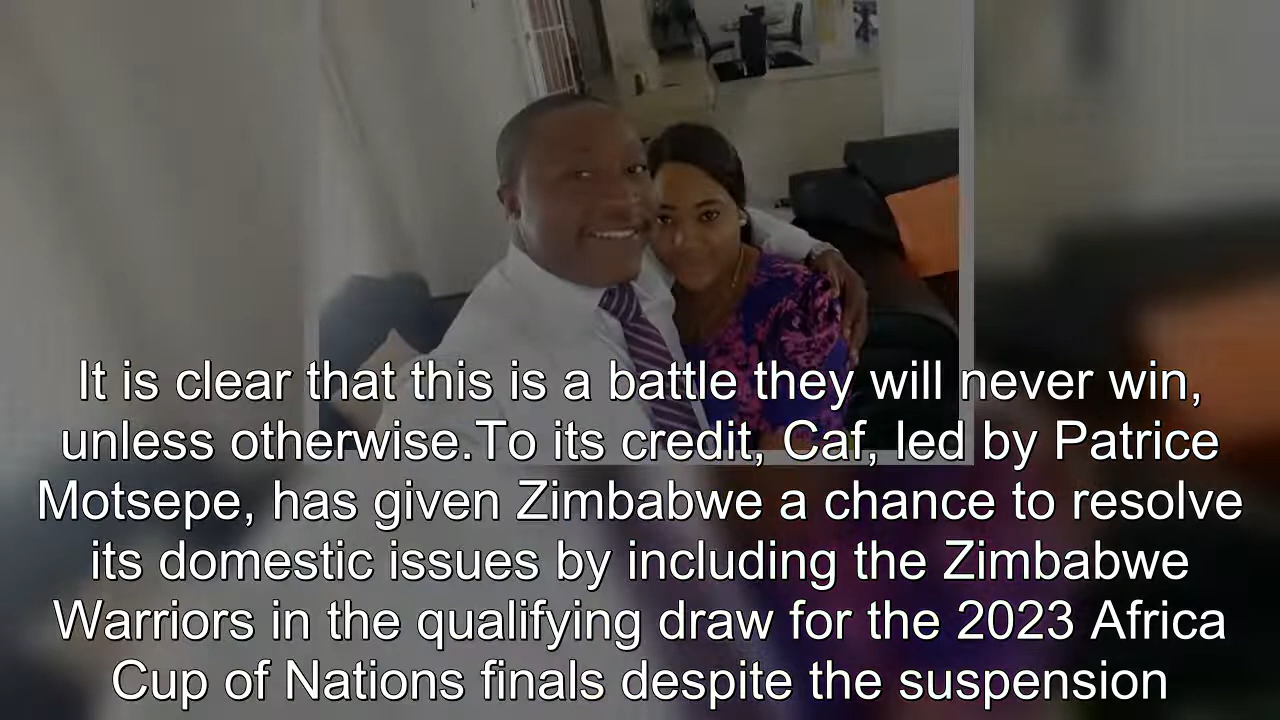 It is clear that this is a battle they will never win,
unless otherwise.To its credit, Caf, led by Patrice
Motsepe, has given Zimbabwe a chance to resolve
its domestic issues by including the Zimbabwe
Warriors in the qualifying draw for the 2023 Africa
Cup of Nations finals despite the suspension